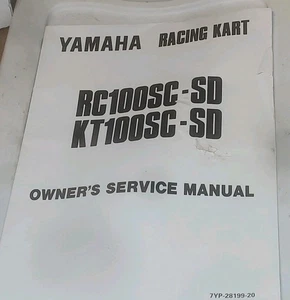 YAMAHA RACING KART
RC100SC-SD
KT100SC-SD
OWNER'S SERVICE MANUAL
7YP-28199-20